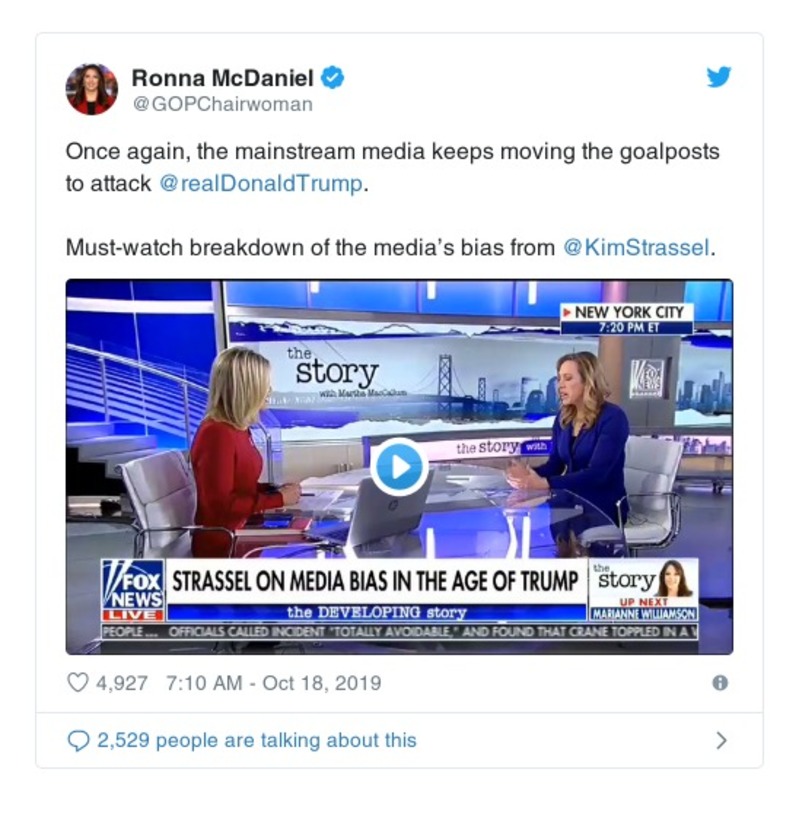 Ronna McDaniel
@GOPChairwoman
Once again, the mainstream media keeps moving the goalposts
to attack @realDonaldTrump.
Must-watch breakdown of the media's bias from @KimStrassel.
NEW YORK CITY
7:20 PM ET
the
story
with Martha MacCallum
the story with
FOX
NEWS
LIVE
STRASSEL ON MEDIA BIAS IN THE AGE OF TRUMP
the DEVELOPING story
the
story
UP NEXT
MARIANNE WILLIAMSON
PEOPLE... OFFICIALS CALLED INCIDENT "TOTALLY AVOIDABLE," AND FOUND THAT CRANE TOPPLED IN A
4,927 7:10 AM - Oct 18, 2019
2,529 people are talking about this